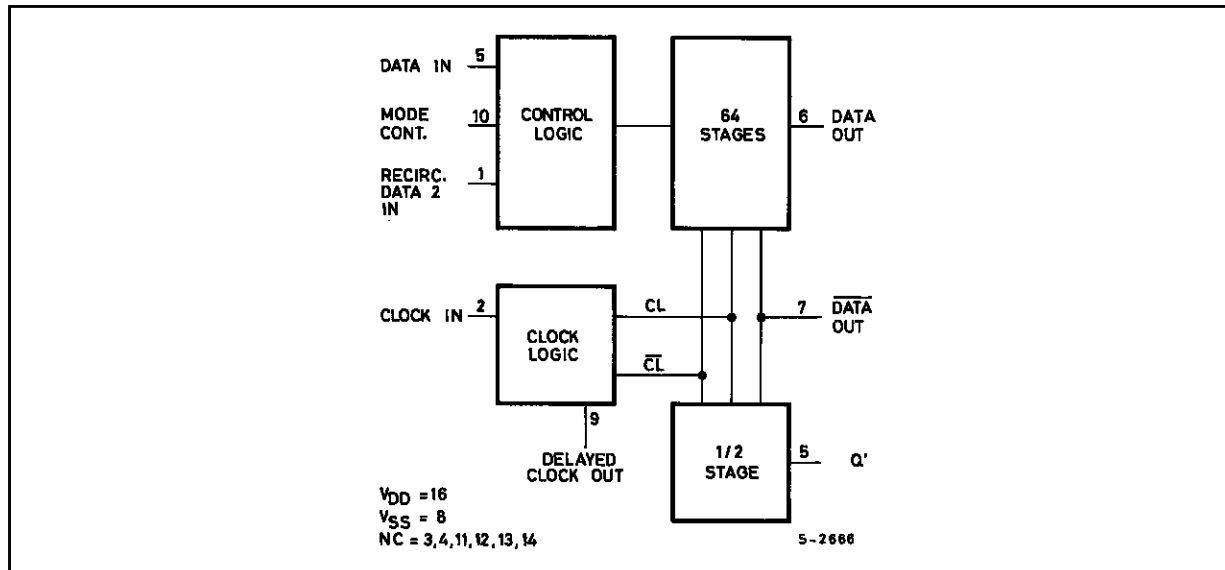 DATA IN 5
MODE CONT. 10
RECIRC. DATA 2 IN 1
CONTROL LOGIC
64 STAGES
6 DATA OUT
CLOCK IN 2
CLOCK LOGIC
CL
C̅L̅
9
DELAYED CLOCK OUT
7 D̅A̅T̅A̅ OUT
1/2 STAGE
5 Q'
VDD = 16
VSS = 8
NC = 3,4,11,12,13,14
5-2666